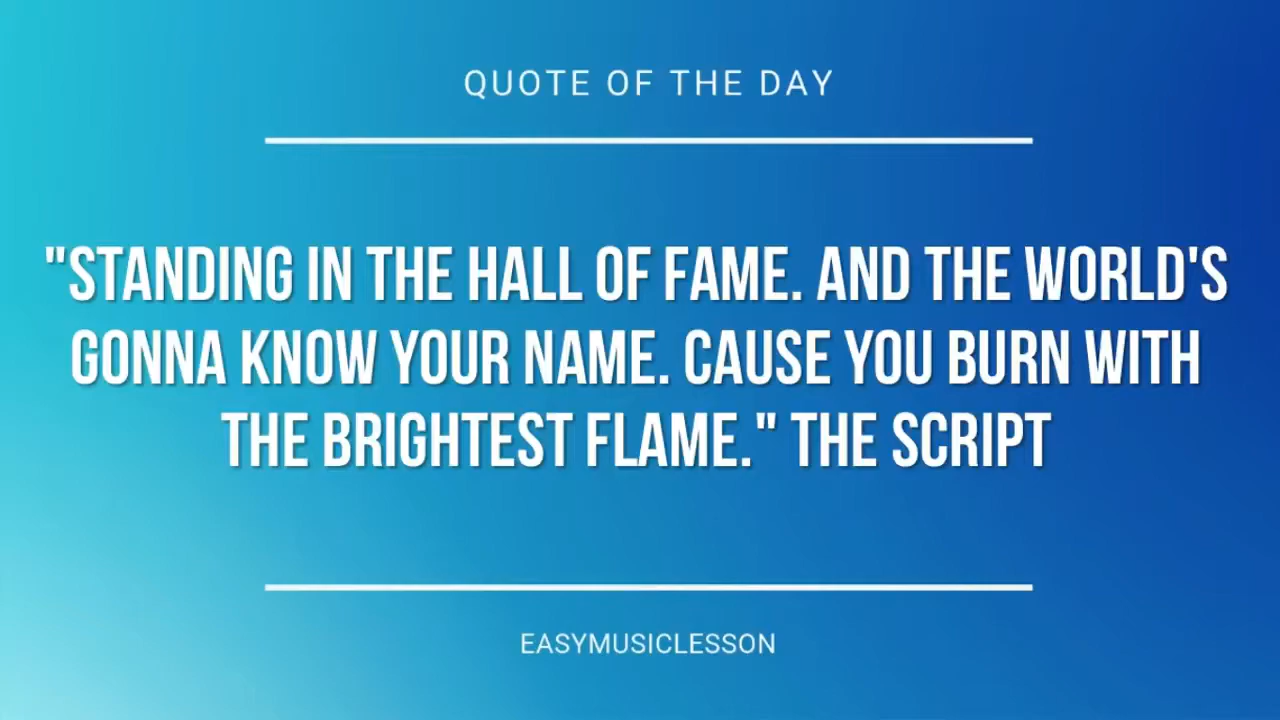 QUOTE OF THE DAY
"STANDING IN THE HALL OF FAME. AND THE WORLD'S
GONNA KNOW YOUR NAME. CAUSE YOU BURN WITH
THE BRIGHTEST FLAME." THE SCRIPT
EASYMUSICLESSON